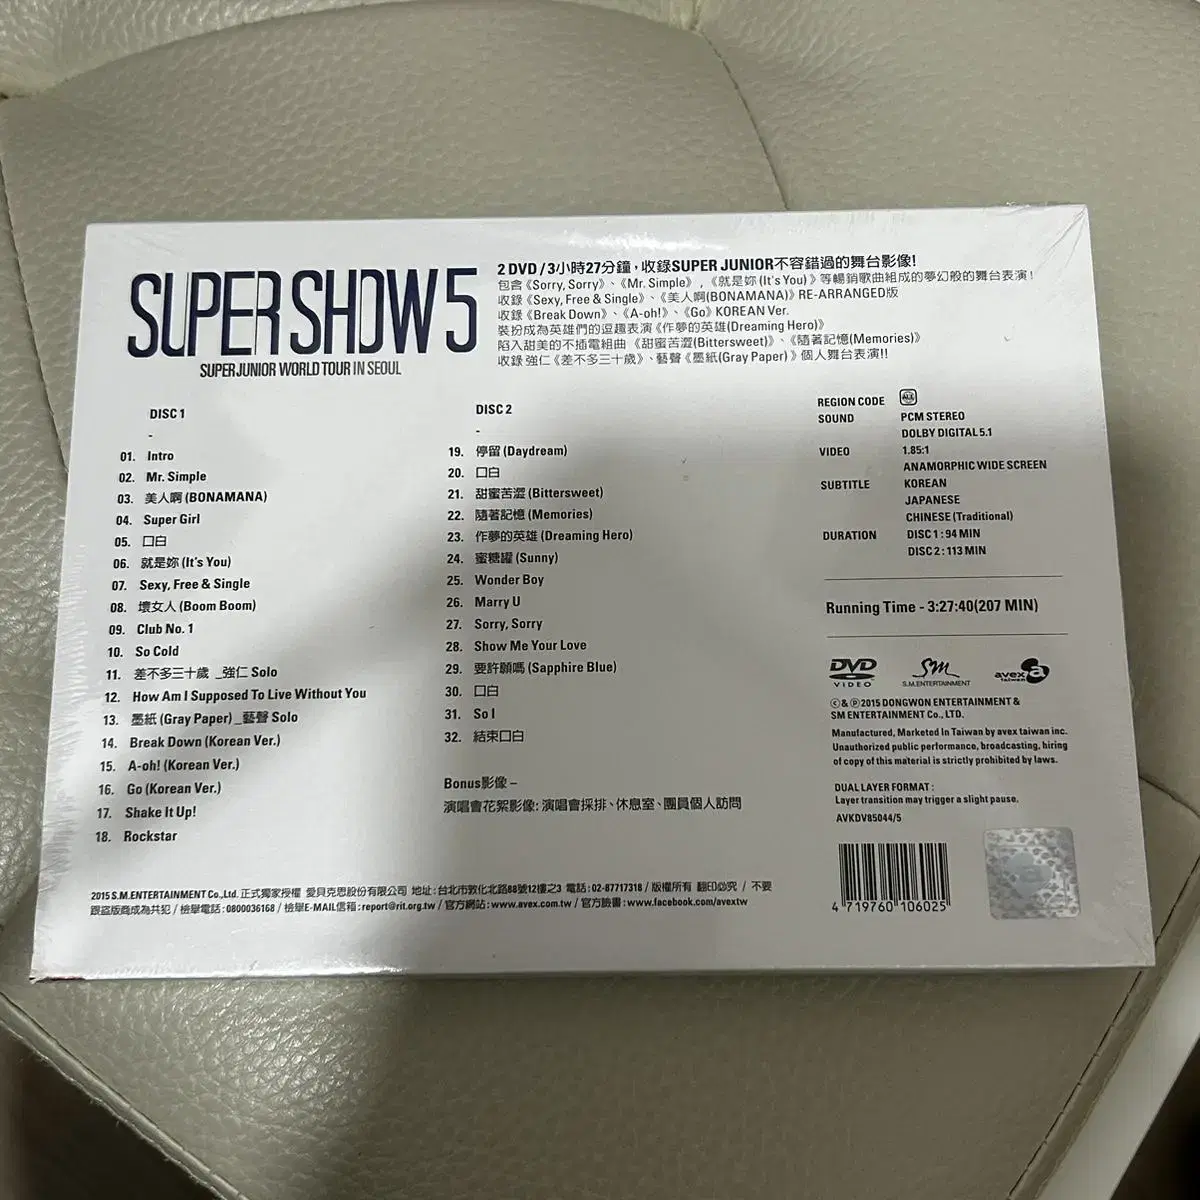 SUPER SHOW 5
SUPER JUNIOR WORLD TOUR IN SEOUL
2 DVD / 3小時27分鐘，收錄SUPER JUNIOR不容錯過的舞台影像!
包含《Sorry, Sorry》、《Mr. Simple》,《就是妳 (It's You)》等暢銷歌曲組成的夢幻般的舞台表演!
收錄《Sexy, Free & Single》、《美人啊(BONAMANA)》RE-ARRANGED版
收錄《Break Down》、《A-oh!》、《Go》KOREAN Ver.
裝扮成為英雄們的逗趣表演《作夢的英雄(Dreaming Hero)》
陷入甜美的不插電組曲 《甜蜜苦澀(Bittersweet)》、《隨著記憶(Memories)》
收錄 強仁《差不多三十歲》、藝聲《墨紙(Gray Paper) 》個人舞台表演!!
DISC 1
-
01. Intro
02. Mr. Simple
03. 美人啊 (BONAMANA)
04. Super Girl
05. 口白
06. 就是妳 (It's You)
07. Sexy, Free & Single
08. 壞女人 (Boom Boom)
09. Club No. 1
10. So Cold
11. 差不多三十歲 _強仁 Solo
12. How Am I Supposed To Live Without You
13. 墨紙 (Gray Paper) _藝聲 Solo
14. Break Down (Korean Ver.)
15. A-oh! (Korean Ver.)
16. Go (Korean Ver.)
17. Shake It Up!
18. Rockstar
DISC 2
-
19. 停留 (Daydream)
20. 口白
21. 甜蜜苦澀 (Bittersweet)
22. 隨著記憶 (Memories)
23. 作夢的英雄 (Dreaming Hero)
24. 蜜糖罐 (Sunny)
25. Wonder Boy
26. Marry U
27. Sorry, Sorry
28. Show Me Your Love
29. 要許願嗎 (Sapphire Blue)
30. 口白
31. So I
32. 結束口白
Bonus影像 –
演唱會花絮影像: 演唱會採排、休息室、團員個人訪問
REGION CODE ALL
SOUND PCM STEREO
DOLBY DIGITAL 5.1
VIDEO 1.85:1
ANAMORPHIC WIDE SCREEN
SUBTITLE KOREAN
JAPANESE
CHINESE (Traditional)
DURATION DISC 1 : 94 MIN
DISC 2 : 113 MIN
Running Time - 3:27:40(207 MIN)
DVD VIDEO
SM S.M.ENTERTAINMENT
avex taiwan a
Ⓒ & Ⓟ 2015 DONGWON ENTERTAINMENT &
SM ENTERTAINMENT Co., LTD.
Manufactured, Marketed In Taiwan by avex taiwan inc.
Unauthorized public performance, broadcasting, hiring
of copy of this material is strictly prohibited by laws.
DUAL LAYER FORMAT :
Layer transition may trigger a slight pause.
AVKDV85044/5
4 719760 106025
2015 S.M.ENTERTAINMENT Co., Ltd. 正式獨家授權 愛貝克思股份有限公司 地址 : 台北市敦化北路88號12樓之3 電話 : 02-87717318 / 版權所有 翻印必究 / 不要
跟盜版商成為共犯 / 檢舉電話 : 0800036168 / 檢舉E-MAIL信箱 : report@rit.org.tw / 官方網站 : www.avex.com.tw / 官方臉書 : www.facebook.com/avextw